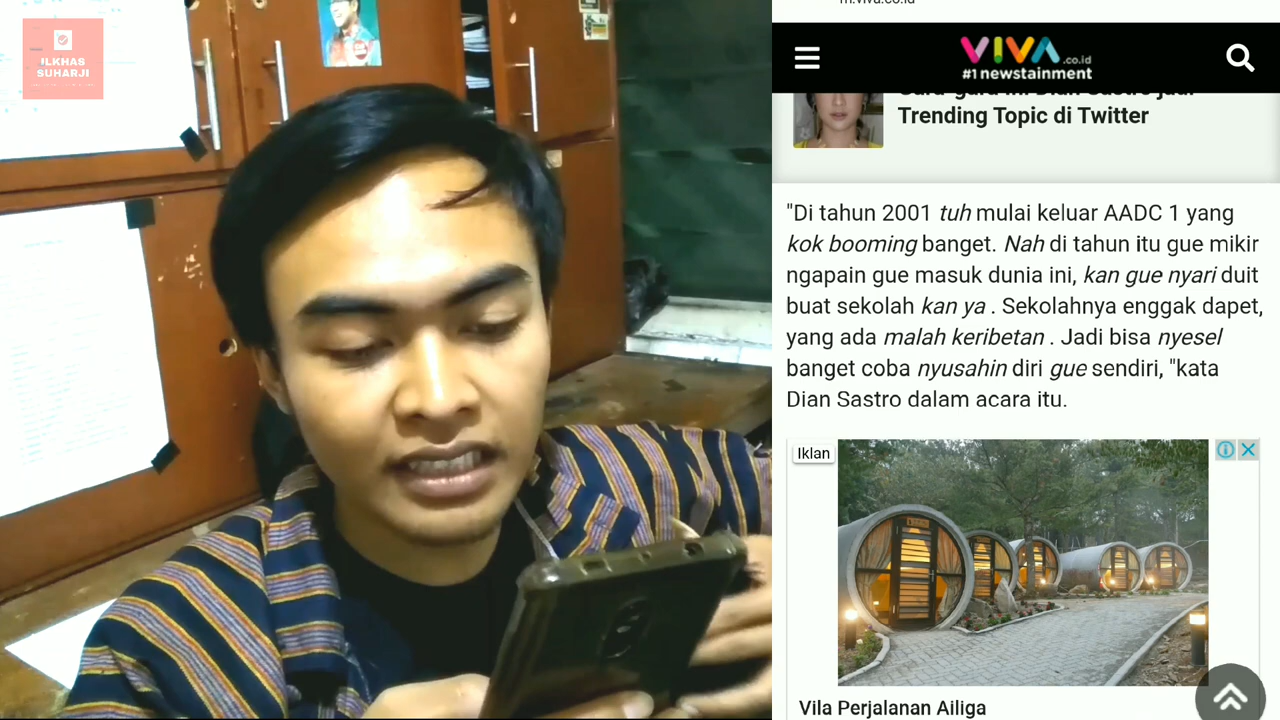 ILKHAS
SUHARJI
m.viva.co.id
VIVA.co.id
#1 newstainment
Trending Topic di Twitter
"Di tahun 2001 tuh mulai keluar AADC 1 yang
kok booming banget. Nah di tahun itu gue mikir
ngapain gue masuk dunia ini, kan gue nyari duit
buat sekolah kan ya . Sekolahnya enggak dapet,
yang ada malah keribetan . Jadi bisa nyesel
banget coba nyusahin diri gue sendiri, "kata
Dian Sastro dalam acara itu.
Iklan
Vila Perjalanan Ailiga